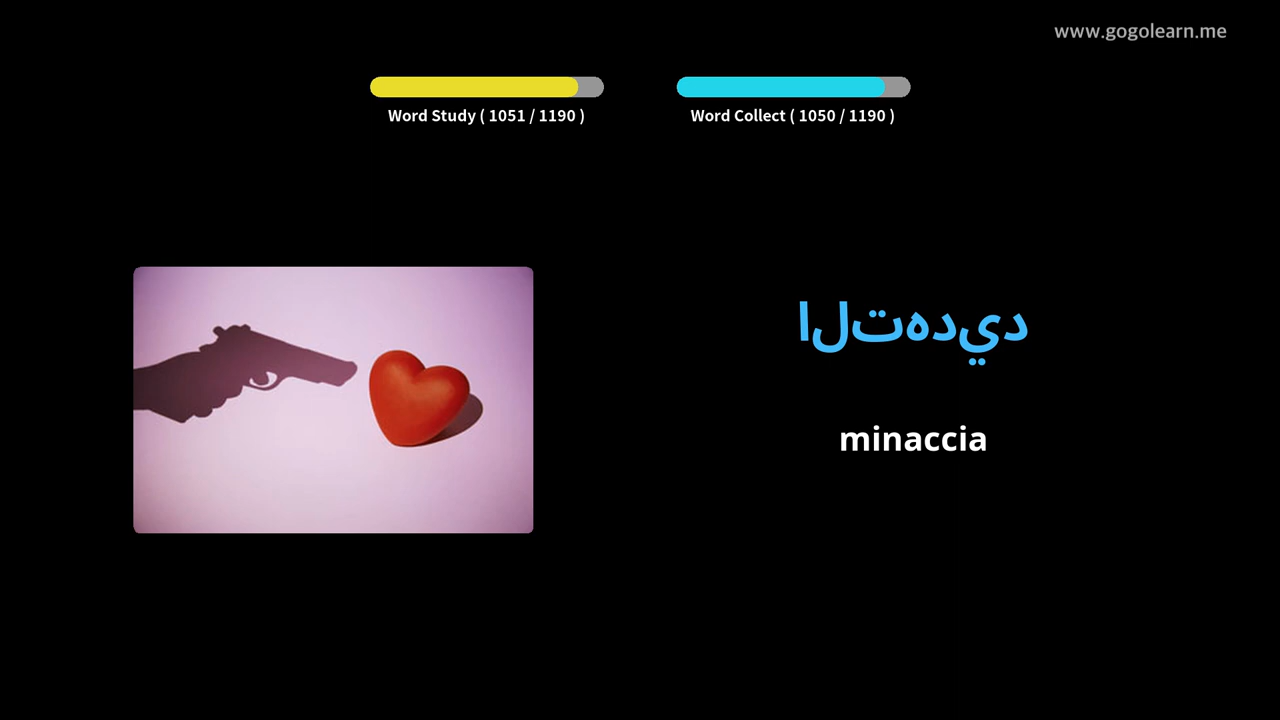 www.gogolearn.me
Word Study ( 1051 / 1190 )
Word Collect ( 1050 / 1190 )
التهديد
minaccia